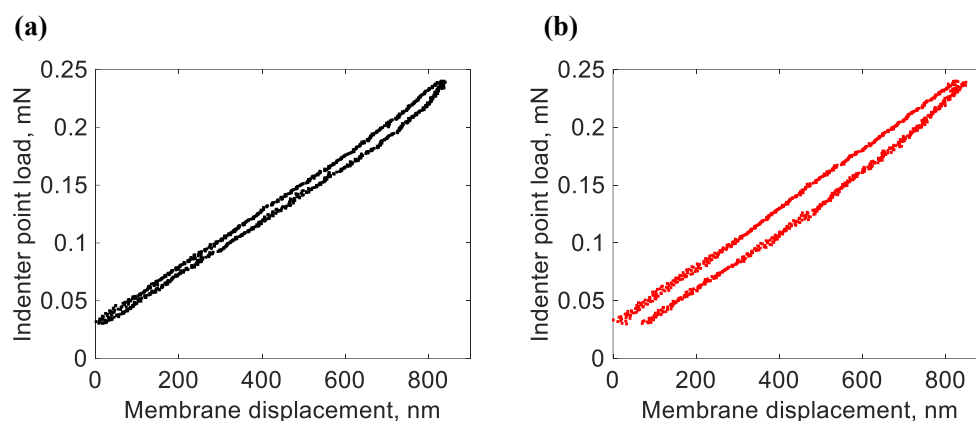 (a)
0.25
0.2
0.15
0.1
0.05
0
Indenter point load, mN
0 200 400 600 800
Membrane displacement, nm
(b)
0.25
0.2
0.15
0.1
0.05
0
Indenter point load, mN
0 200 400 600 800
Membrane displacement, nm